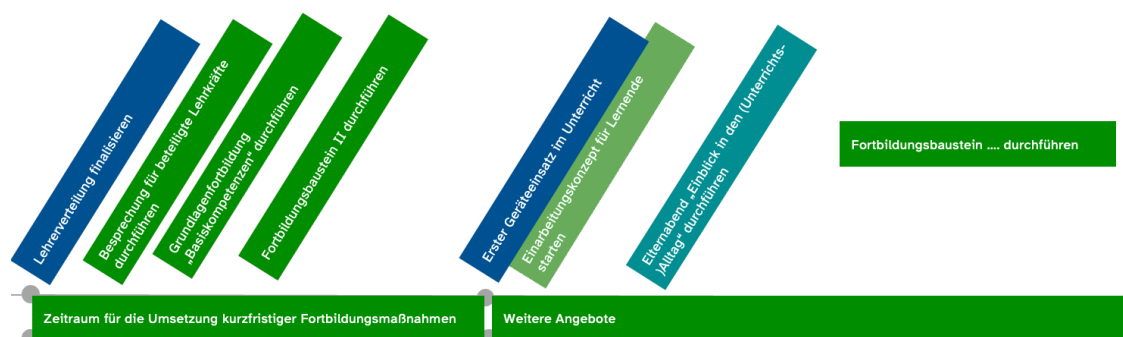 Lehrerverteilung finalisieren
Besprechung für beteiligte Lehrkräfte
durchführen
Grundlagenfortbildung
„Basiskompetenzen“ durchführen
Fortbildungsbaustein II durchführen
Erster Geräteeinsatz im Unterricht
Einarbeitungskonzept für Lernende
starten
Elternabend „Einblick in den (Unterrichts-
)Alltag“ durchführen
Fortbildungsbaustein .... durchführen
Zeitraum für die Umsetzung kurzfristiger Fortbildungsmaßnahmen
Weitere Angebote